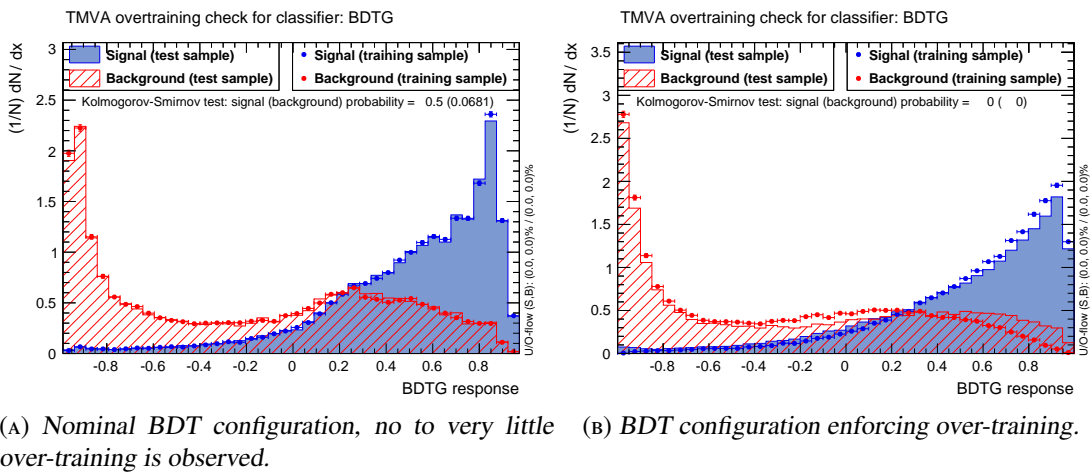 TMVA overtraining check for classifier: BDTG
(1/N) dN / dx
3
2.5
2
1.5
1
0.5
0
Signal (test sample)
Background (test sample)
Signal (training sample)
Background (training sample)
Kolmogorov-Smirnov test: signal (background) probability = 0.5 (0.0681)
-0.8 -0.6 -0.4 -0.2 0 0.2 0.4 0.6 0.8
BDTG response
U/O-flow (S,B): (0.0, 0.0)% / (0.0, 0.0)%
(A) Nominal BDT configuration, no to very little
over-training is observed.
TMVA overtraining check for classifier: BDTG
(1/N) dN / dx
3.5
3
2.5
2
1.5
1
0.5
0
Signal (test sample)
Background (test sample)
Signal (training sample)
Background (training sample)
Kolmogorov-Smirnov test: signal (background) probability = 0 ( 0)
-0.8 -0.6 -0.4 -0.2 0 0.2 0.4 0.6 0.8
BDTG response
U/O-flow (S,B): (0.0, 0.0)% / (0.0, 0.0)%
(B) BDT configuration enforcing over-training.